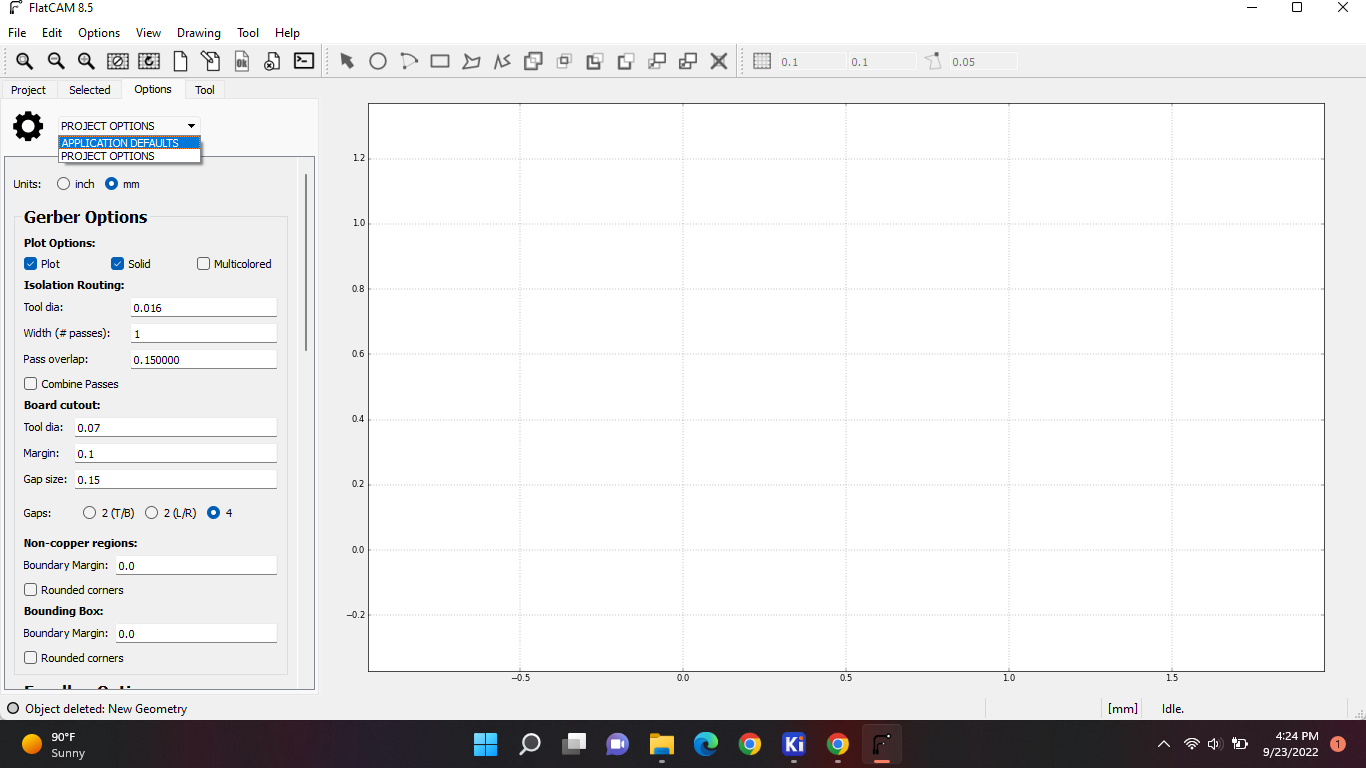 FlatCAM 8.5
File Edit Options View Drawing Tool Help
Ok 0.1 0.1 0.05
Project Selected Options Tool
PROJECT OPTIONS
APPLICATION DEFAULTS
PROJECT OPTIONS
Units: inch mm
Gerber Options
Plot Options:
Plot Solid Multicolored
Isolation Routing:
Tool dia: 0.016
Width (# passes): 1
Pass overlap: 0.150000
Combine Passes
Board cutout:
Tool dia: 0.07
Margin: 0.1
Gap size: 0.15
Gaps: 2 (T/B) 2 (L/R) 4
Non-copper regions:
Boundary Margin: 0.0
Rounded corners
Bounding Box:
Boundary Margin: 0.0
Rounded corners
1.2
1.0
0.8
0.6
0.4
0.2
0.0
−0.2
−0.5 0.0 0.5 1.0 1.5
Object deleted: New Geometry [mm] Idle.
90°F
Sunny
Ki
4:24 PM
9/23/2022
1